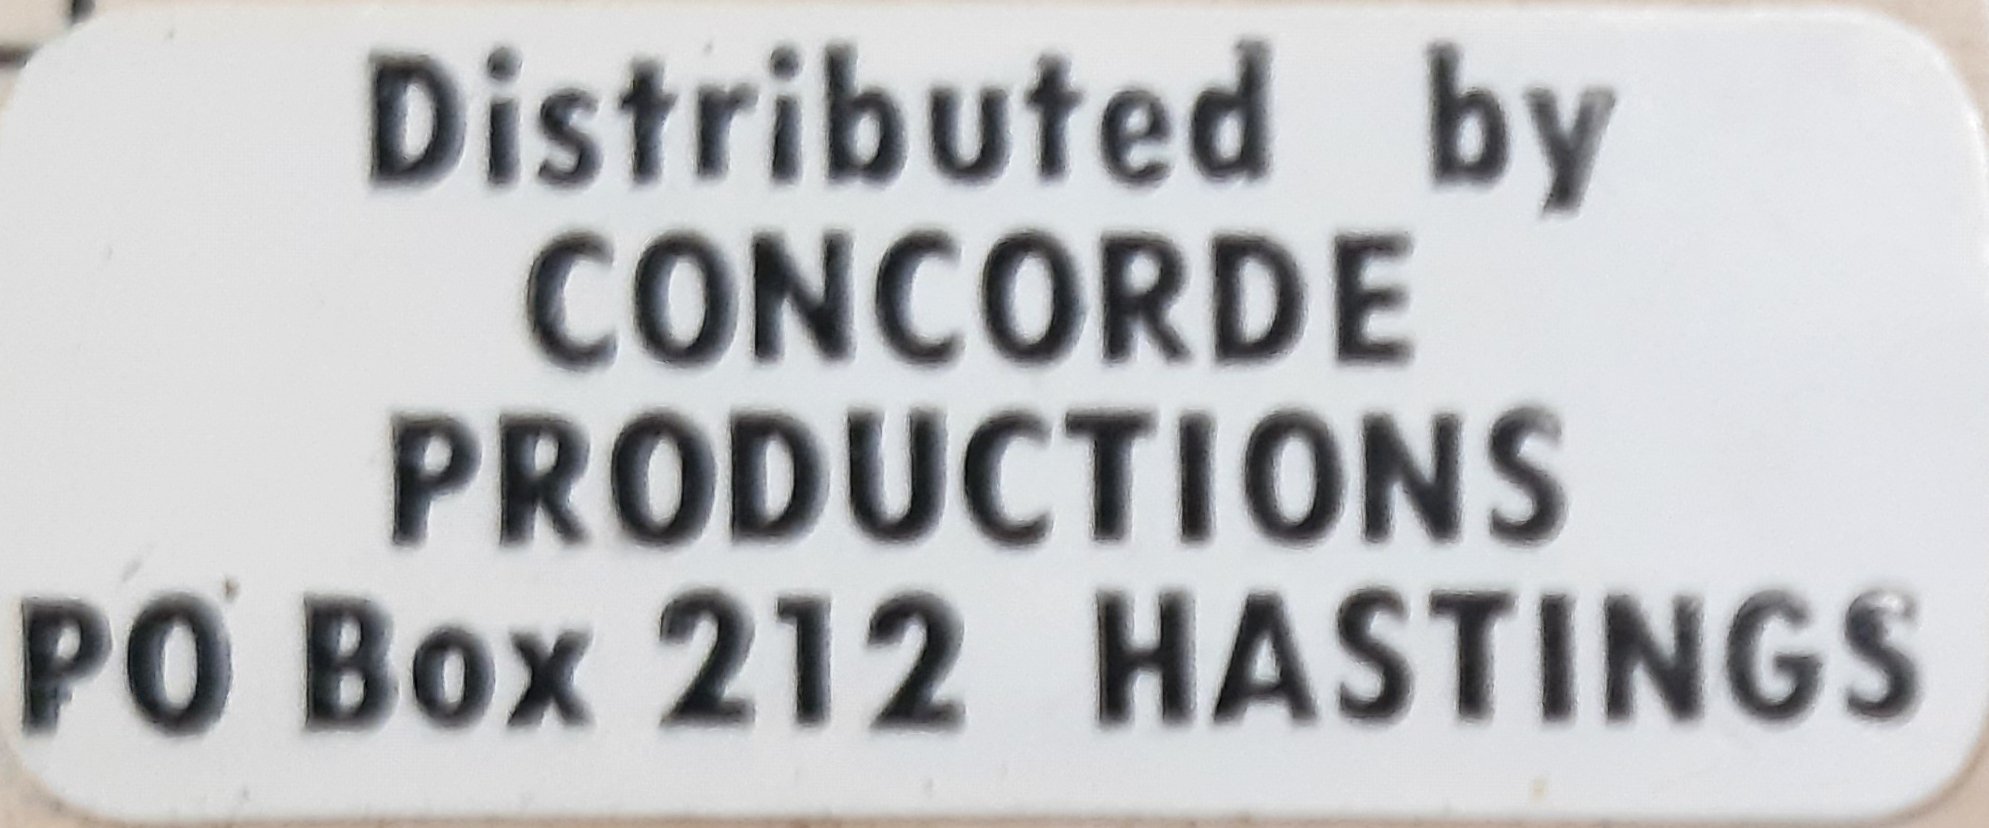 Distributed by
CONCORDE
PRODUCTIONS
PO Box 212 HASTINGS